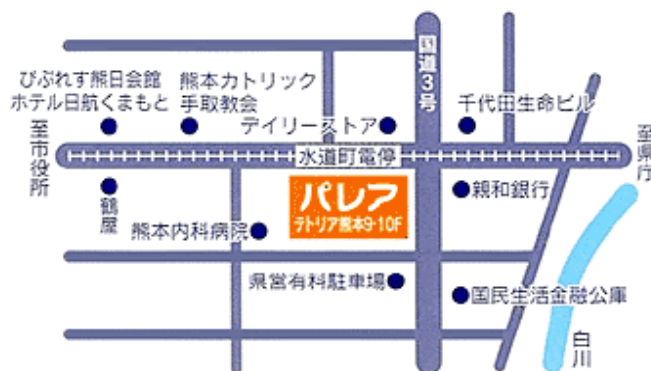 国道3号
びぷれす熊日会館
ホテル日航くまもと
熊本カトリック
手取教会
デイリーストア
千代田生命ビル
至市役所
水道町電停
至県庁
鶴屋
パレア
テトリア熊本9・10F
親和銀行
熊本内科病院
県営有料駐車場
国民生活金融公庫
白川